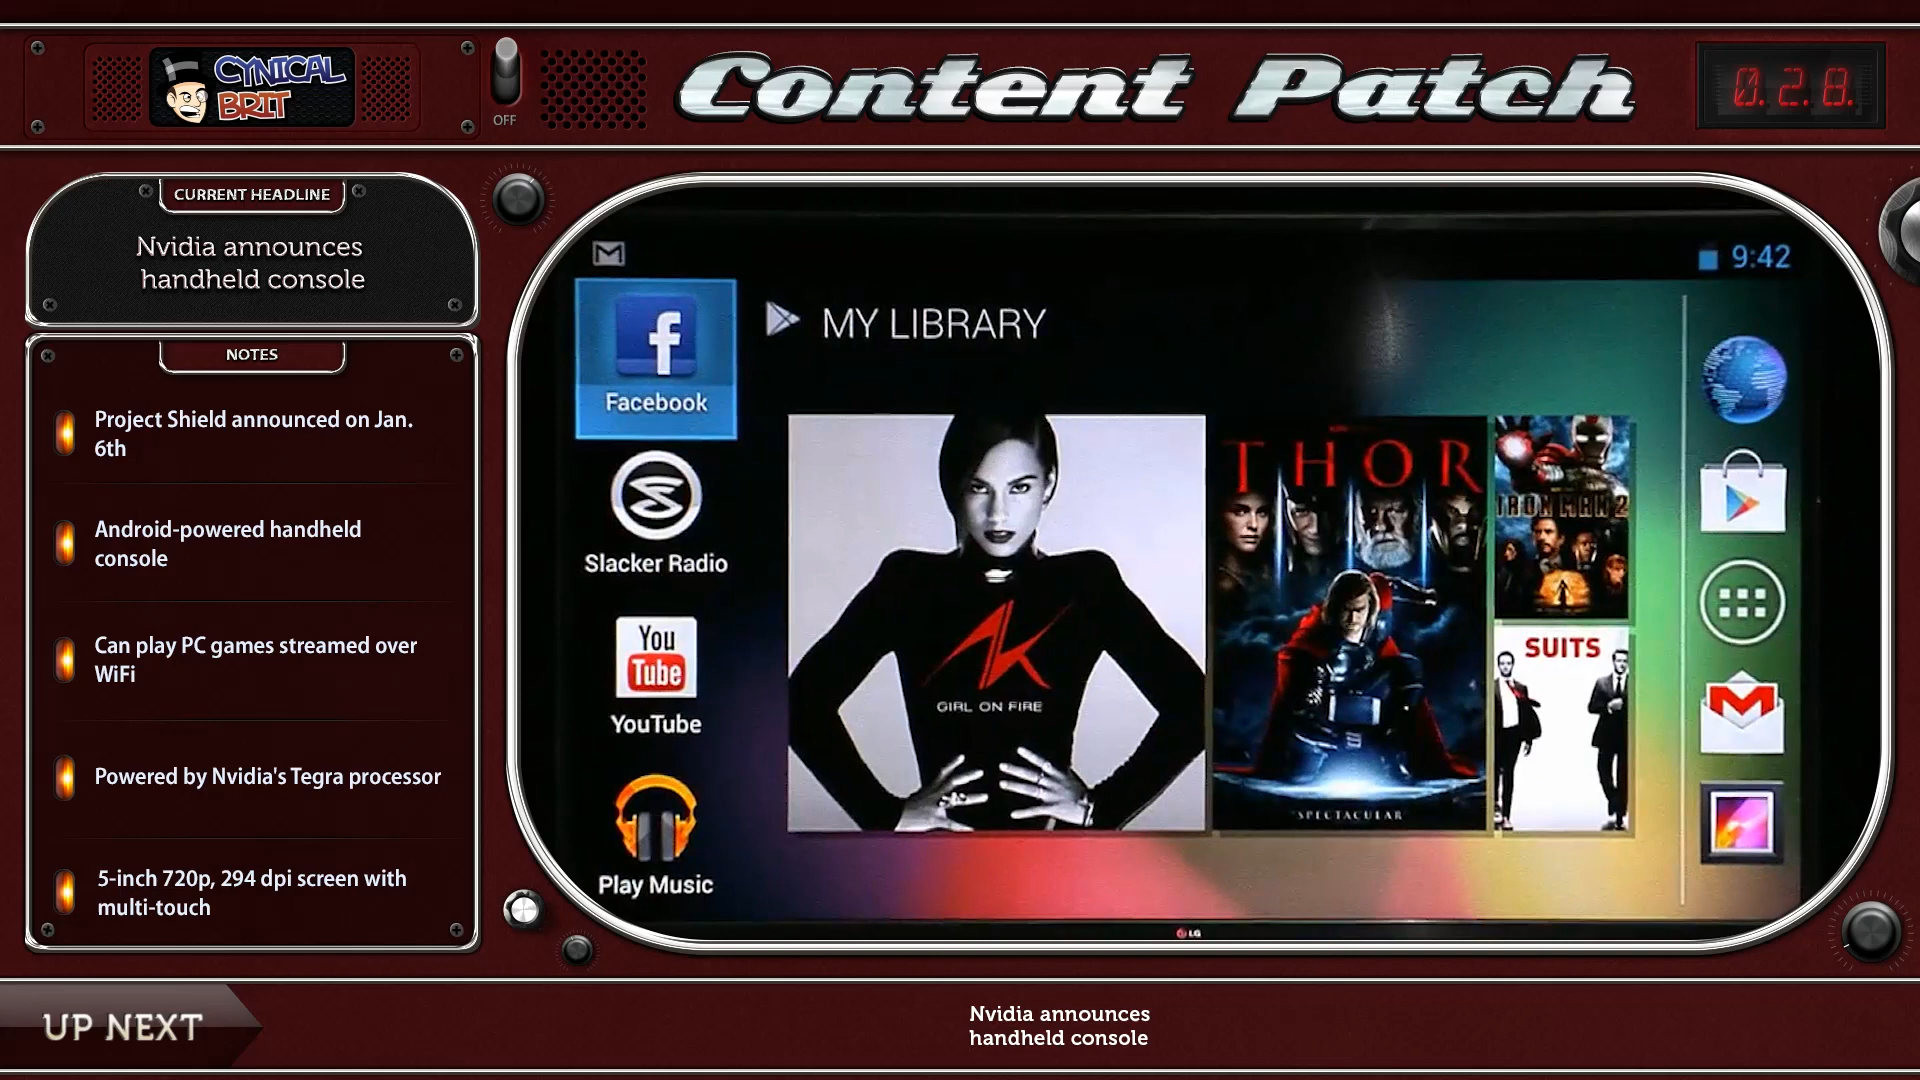 CYNICAL
BRIT
OFF
Content Patch
0.2.8.
CURRENT HEADLINE
Nvidia announces
handheld console
NOTES
Project Shield announced on Jan.
6th
Android-powered handheld
console
Can play PC games streamed over
WiFi
Powered by Nvidia's Tegra processor
5-inch 720p, 294 dpi screen with
multi-touch
9:42
Facebook
MY LIBRARY
Slacker Radio
You
Tube
YouTube
Play Music
AK
GIRL ON FIRE
THOR
SPECTACULAR
IRON MAN 2
SUITS
LG
UP NEXT
Nvidia announces
handheld console